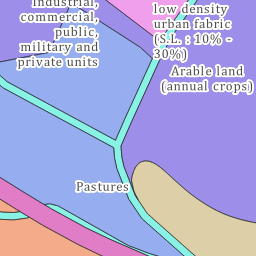 Industrial,
commercial,
public,
military and
private units
low density
urban fabric
(S.L. : 10% -
30%)
Arable land
(annual crops)
Pastures